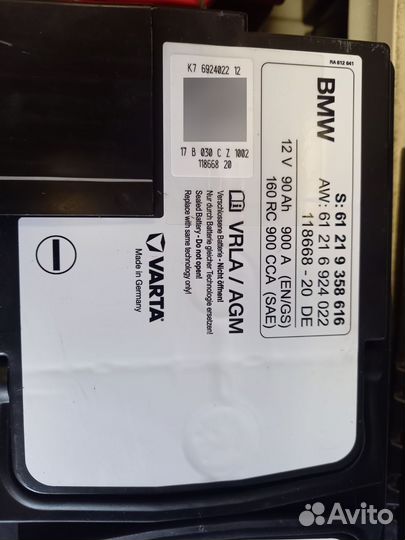 RA 612 641
BMW
S: 61 21 9 358 616
AW: 61 21 6 924 022
118668 - 20 DE
12 V 90 Ah 900 A (EN/GS)
160 RC 900 CCA (SAE)
K7 6924022 12
17 B 030 C Z 1002
118668 20
VRLA / AGM
Verschlossene Batterie - Nicht öffnen!
Nur durch Batterie gleicher Technologie ersetzen!
Sealed Battery - Do not open!
Replace with same technology only!
VARTA
Made in Germany
Avito